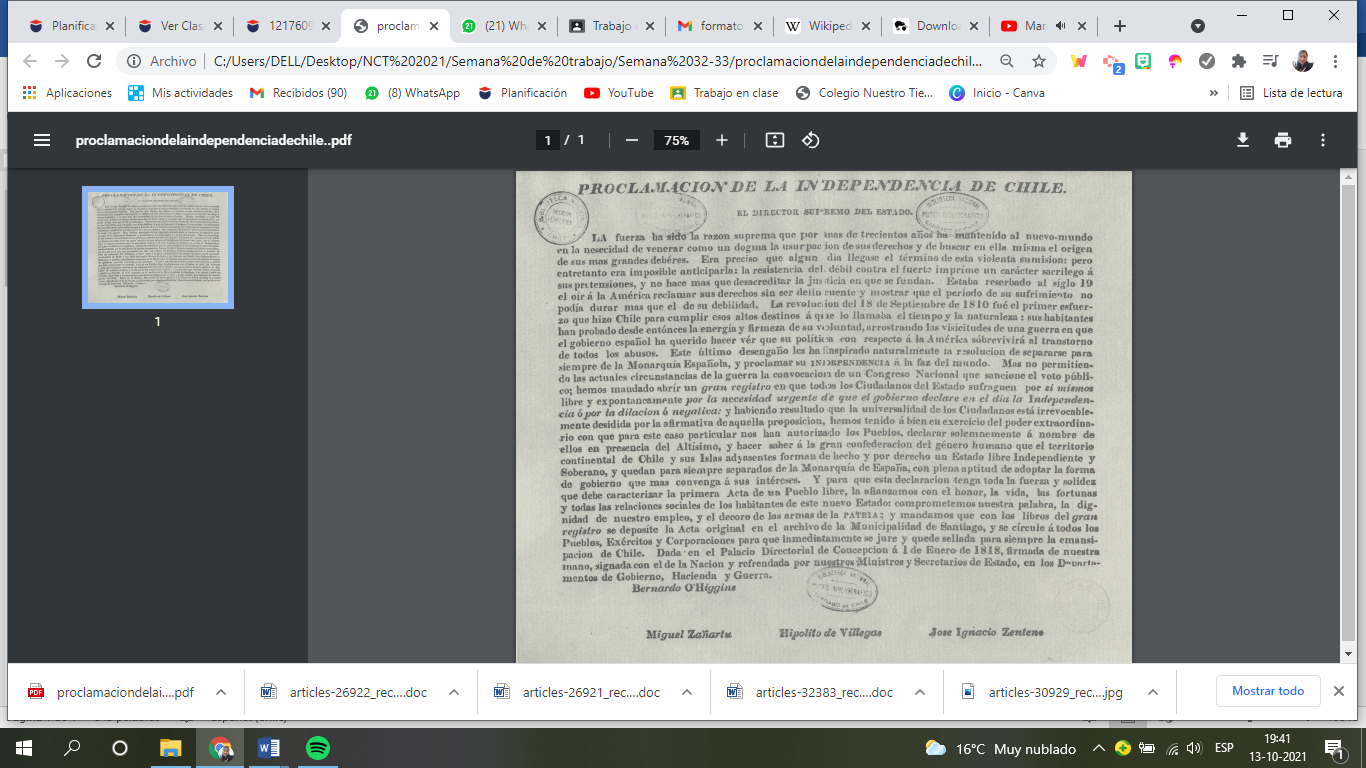 Planifica
Ver Clas
1217609
proclam
(21) Wha
Trabajo
formato
Wikiped
Downloa
Mar
Archivo
C:/Users/DELL/Desktop/NCT%202021/Semana%20de%20trabajo/Semana%2032-33/proclamaciondelaindependenciadechil...
2
Aplicaciones
Mis actividades
Recibidos (90)
(8) WhatsApp
Planificación
YouTube
Trabajo en clase
Colegio Nuestro Tie...
Inicio - Canva
»
Lista de lectura
proclamaciondelaindependenciadechile..pdf
1 / 1
75%
1
PROCLAMACION DE LA INDEPENDENCIA DE CHILE.
EL DIRECTOR SUPREMO DEL ESTADO.
LA fuerza ha sido la razon suprema que por mas de trecientos años ha mantenido al nuevo-mundo
en la nesecidad de venerar como un dogma la usurpacion de sus derechos y de buscar en ella misma el origen
de sus mas grandes debéres. Era preciso que algun dia llegase el término de esta violenta sumision: pero
entretanto era imposible anticiparla: la resistencia del débil contra el fuerte imprime un carácter sacrilego á
sus pretensiones, y no hace mas que desacreditar la justicia en que se fundan. Estaba reserbado al siglo 19
el oír á la América reclamar sus derechos sin ser delincuente y mostrar que el periodo de su sufrimiento no
podía durar mas que el de su debilidad. La revolucion del 18 de Septiembre de 1810 fué el primer esfuer-
zo que hizo Chile para cumplir esos altos destinos á que lo llamaba el tiempo y la naturaleza: sus habitantes
han probado desde entónces la energía y firmeza de su voluntad, arrostrando las visicitudes de una guerra en que
el gobierno español ha querido hacer vér que su política con respecto á la América sóbrevivirá al transtorno
de todos los abusos. Este último desengaño les ha inspirado naturalmente la resolucion de separarse para
siempre de la Monarquía Española, y proclamar su INDEPENDENCIA á la faz del mundo. Mas no permitien-
do las actuales circunstancias de la guerra la convocacion de un Congreso Nacional que sancione el voto públi-
co; hemos mandado abrir un gran registro en que todos los Ciudadanos del Estado sufraguen por sí mismos
libre y expontancamente por la necesidad urgente de que el gobierno declare en el dia la Independen-
cia ó por la dilacion ó negativa: y habiendo resultado que la universalidad de los Ciudadanos está irrevocable-
mente desidida por la afirmativa de aquella proposicion, hemos tenido á bien en exercicio del poder extraordina-
rio con que para este caso particular nos han autorizado los Pueblos, declarar solemnemente á nombre de
ellos en presencia del Altísimo, y hacer saber á la gran confederacion del género humano que el territorio
continental de Chile y sus Islas adyasentes forman de hecho y por derecho un Estado libre Independiente y
Soberano, y quedan para siempre separados de la Monarquía de España, con plena aptitud de adoptar la forma
de gobierno que mas convenga á sus intéreses. Y para que esta declaracion tenga toda la fuerza y solidez
que debe caracterizar la primera Acta de un Pueblo libre, la afianzamos con el honor, la vida, las fortunas
y todas las relaciones sociales de los habitantes de este nuevo Estado: comprometemos nuestra palabra, la dig-
nidad de nuestro empleo, y el decoro de las armas de la PATRIA; y mandamos que con los libros del gran
registro se deposite la Acta original en el archivo de la Municipalidad de Santiago, y se circule á todos los
Pueblos, Exércitos y Corporaciones para que inmediatamente se jure y quede sellada para siempre la emansi-
pacion de Chile. Dada en el Palacio Directorial de Concepcion á 1 de Enero de 1818, firmada de nuestra
mano, signada con el de la Nacion y refrendada por nuestros Ministros y Secretarios de Estado, en los Departa-
mentos de Gobierno, Hacienda y Guerra.
Bernardo O'Higgins
Miguel Zañartu Hipolito de Villegas Jose Ignacio Zenteno
proclamaciondelai....pdf
articles-26922_rec....doc
articles-26921_rec....doc
articles-32383_rec....doc
articles-30929_rec....jpg
Mostrar todo
16°C Muy nublado
ESP
19:41
13-10-2021
1